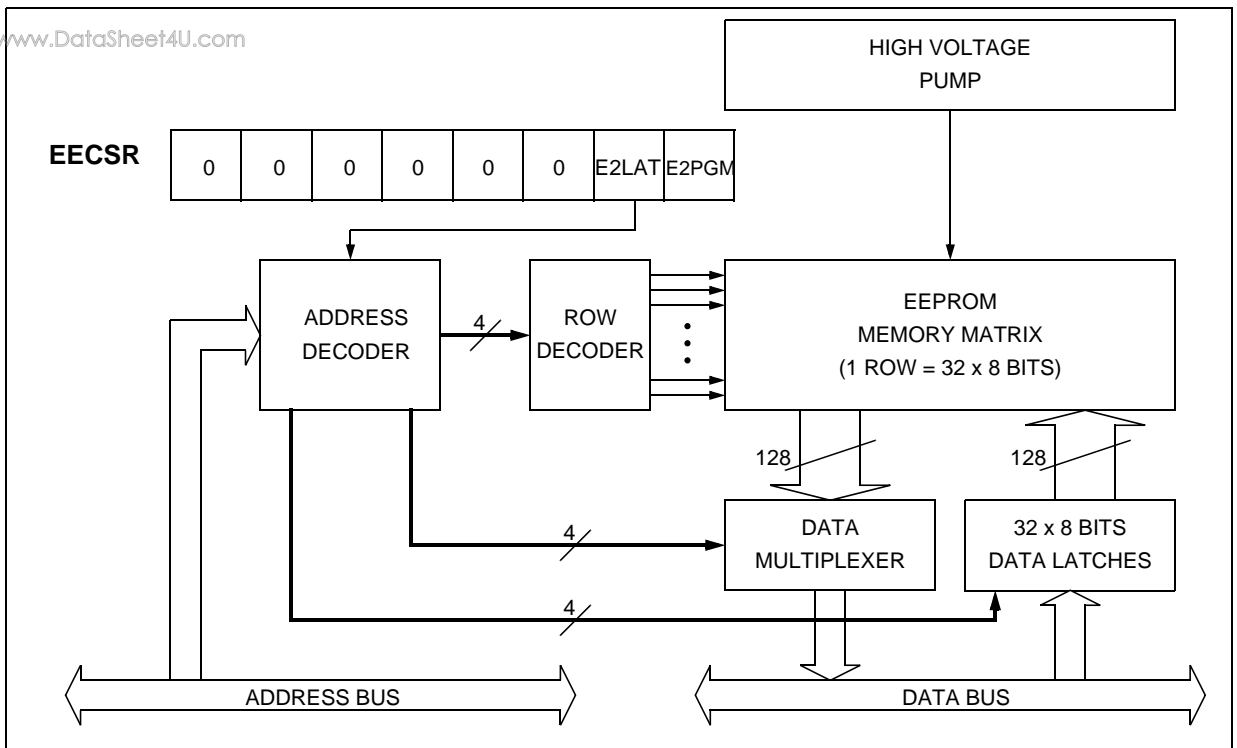 www.DataSheet4U.com
HIGH VOLTAGE
PUMP
EECSR
0 0 0 0 0 0 E2LAT E2PGM
ADDRESS
DECODER
4
ROW
DECODER
EEPROM
MEMORY MATRIX
(1 ROW = 32 x 8 BITS)
128
128
4
DATA
MULTIPLEXER
32 x 8 BITS
DATA LATCHES
4
ADDRESS BUS
DATA BUS